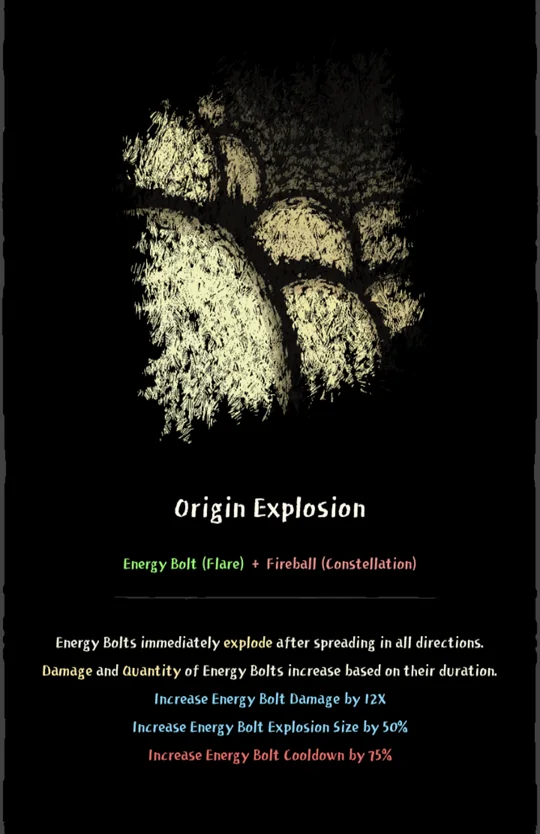 Origin Explosion
Energy Bolt (Flare) + Fireball (Constellation)
Energy Bolts immediately explode after spreading in all directions.
Damage and Quantity of Energy Bolts increase based on their duration.
Increase Energy Bolt Damage by 12X
Increase Energy Bolt Explosion Size by 50%
Increase Energy Bolt Cooldown by 75%